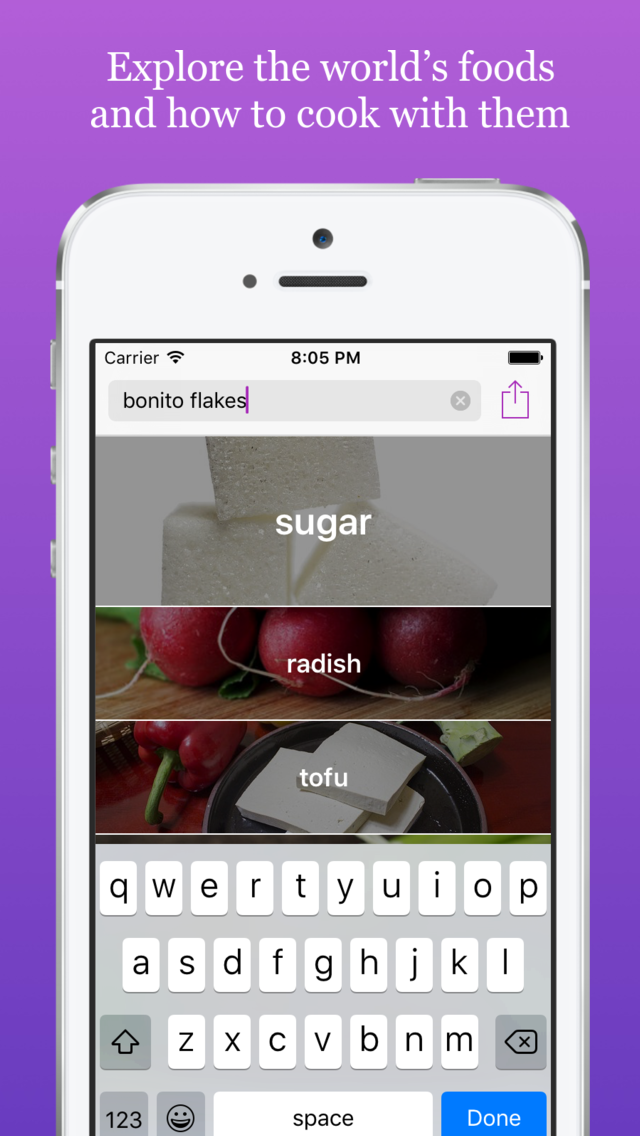 Explore the world’s foods
and how to cook with them
Carrier 8:05 PM
bonito flakes
sugar
radish
tofu
q w e r t y u i o p
a s d f g h j k l
z x c v b n m
123 space Done